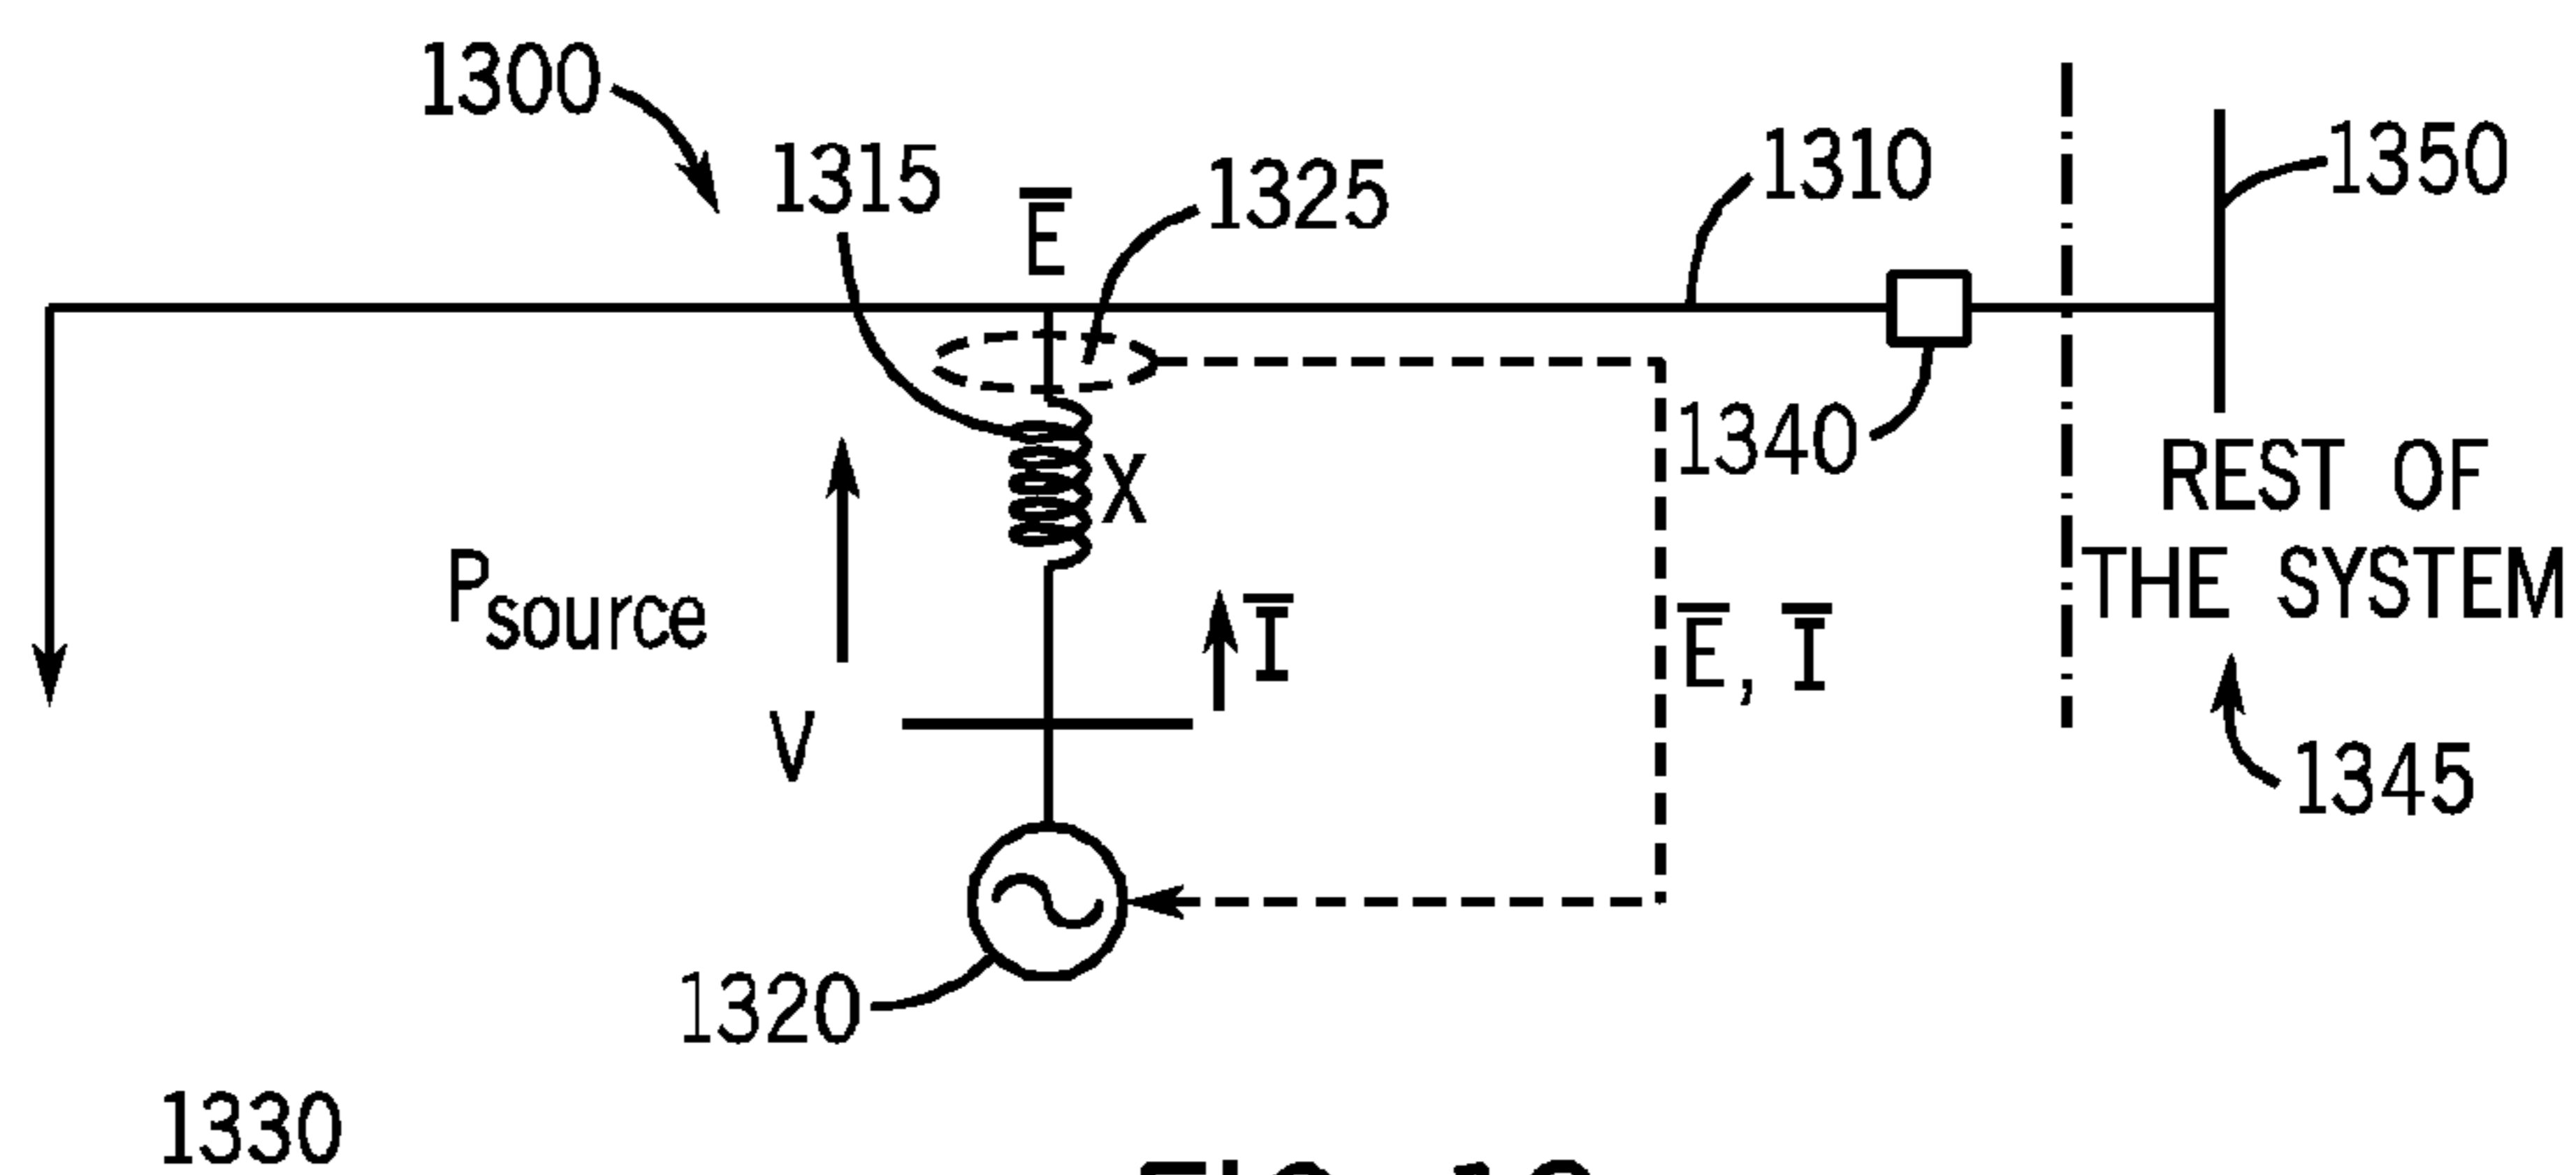 1300
1315
E
1325
1310
1350
1340
X
REST OF
THE SYSTEM
Psource
I
E, I
V
1345
1320
1330